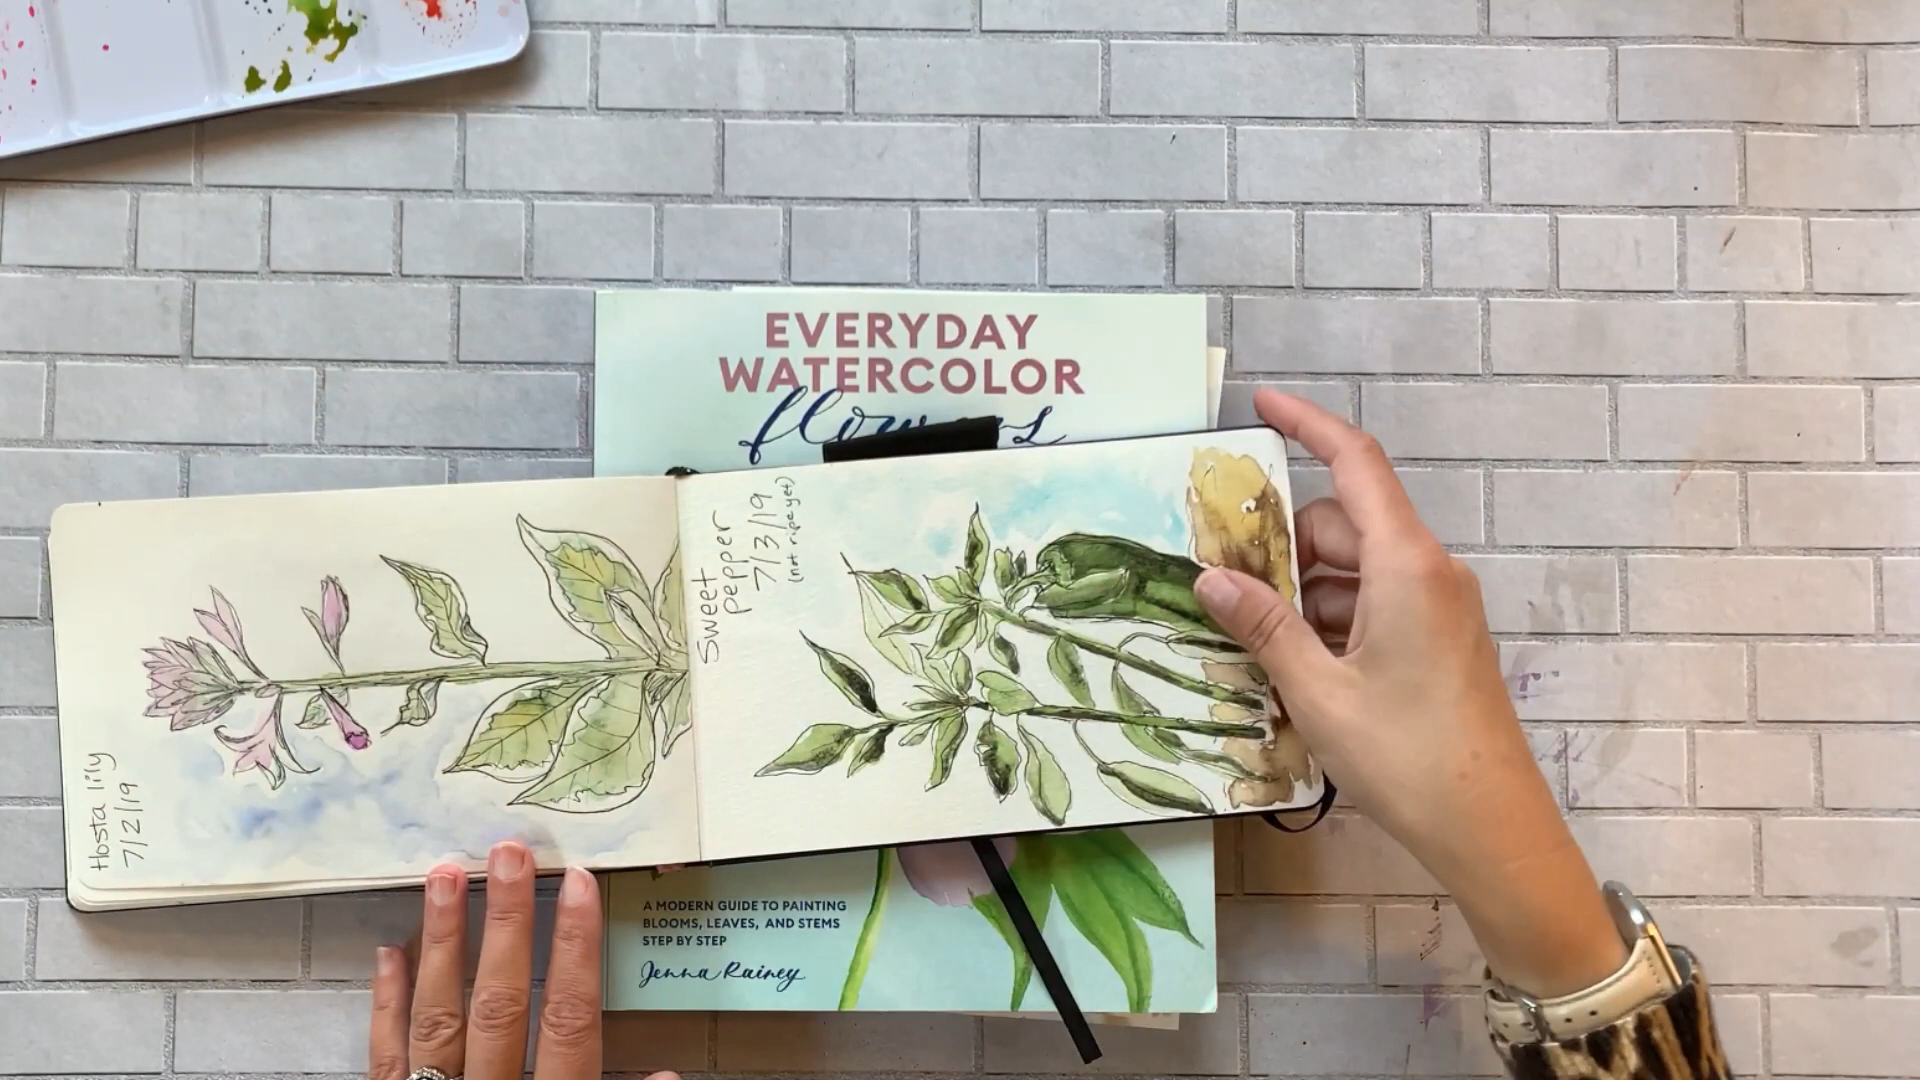 EVERYDAY
WATERCOLOR
flowers
Hosta lily
7/2/19
Sweet
pepper
7/3/19
(not ripe yet)
A MODERN GUIDE TO PAINTING
BLOOMS, LEAVES, AND STEMS
STEP BY STEP
Jenna Rainey